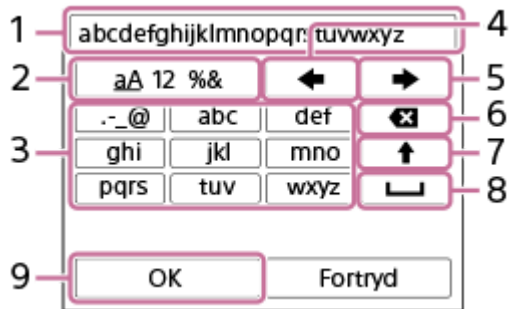 1 abcdefghijklmnopqrstuvwxyz 4
2 aA 12 %& 5
.-_@ abc def 6
3 ghi jkl mno 7
pqrs tuv wxyz 8
9 OK Fortryd